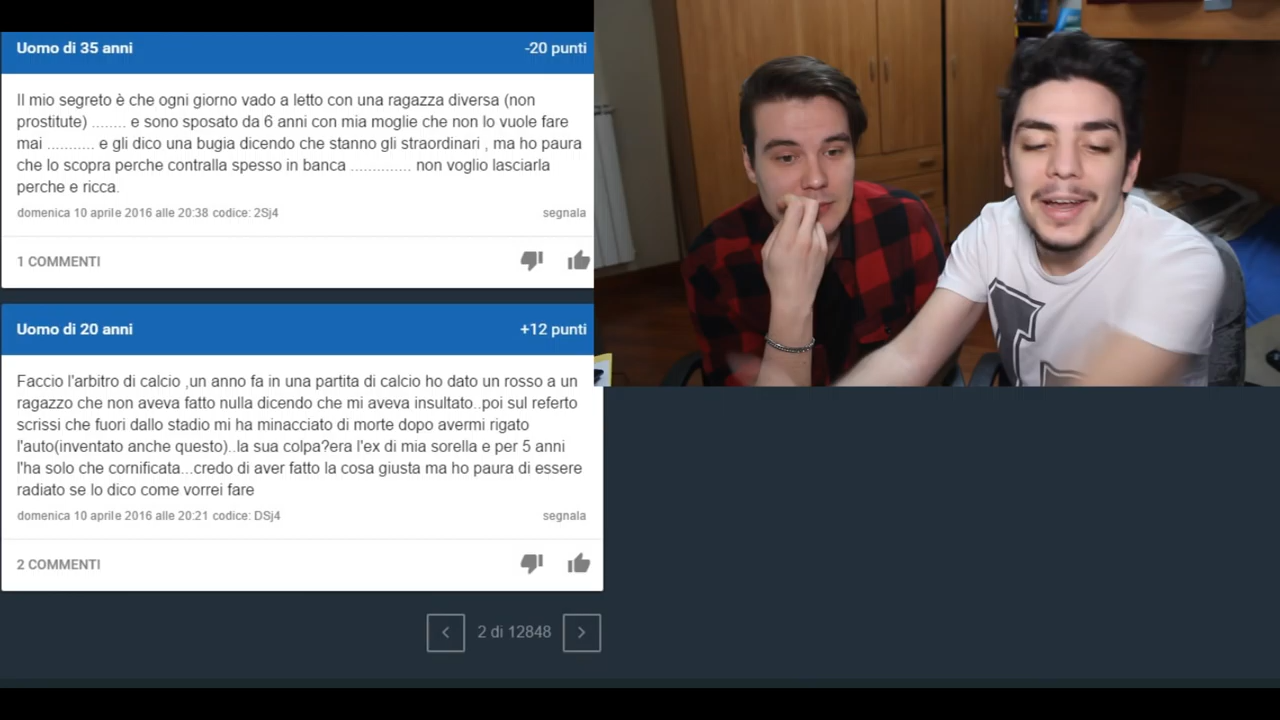 Uomo di 35 anni
-20 punti
Il mio segreto è che ogni giorno vado a letto con una ragazza diversa (non
prostitute) ........ e sono sposato da 6 anni con mia moglie che non lo vuole fare
mai ........... e gli dico una bugia dicendo che stanno gli straordinari , ma ho paura
che lo scopra perche contralla spesso in banca .............. non voglio lasciarla
perche e ricca.
domenica 10 aprile 2016 alle 20:38 codice: 2Sj4
segnala
1 COMMENTI
Uomo di 20 anni
+12 punti
Faccio l'arbitro di calcio ,un anno fa in una partita di calcio ho dato un rosso a un
ragazzo che non aveva fatto nulla dicendo che mi aveva insultato..poi sul referto
scrissi che fuori dallo stadio mi ha minacciato di morte dopo avermi rigato
l'auto(inventato anche questo)..la sua colpa?era l'ex di mia sorella e per 5 anni
l'ha solo che cornificata...credo di aver fatto la cosa giusta ma ho paura di essere
radiato se lo dico come vorrei fare
domenica 10 aprile 2016 alle 20:21 codice: DSj4
segnala
2 COMMENTI
2 di 12848